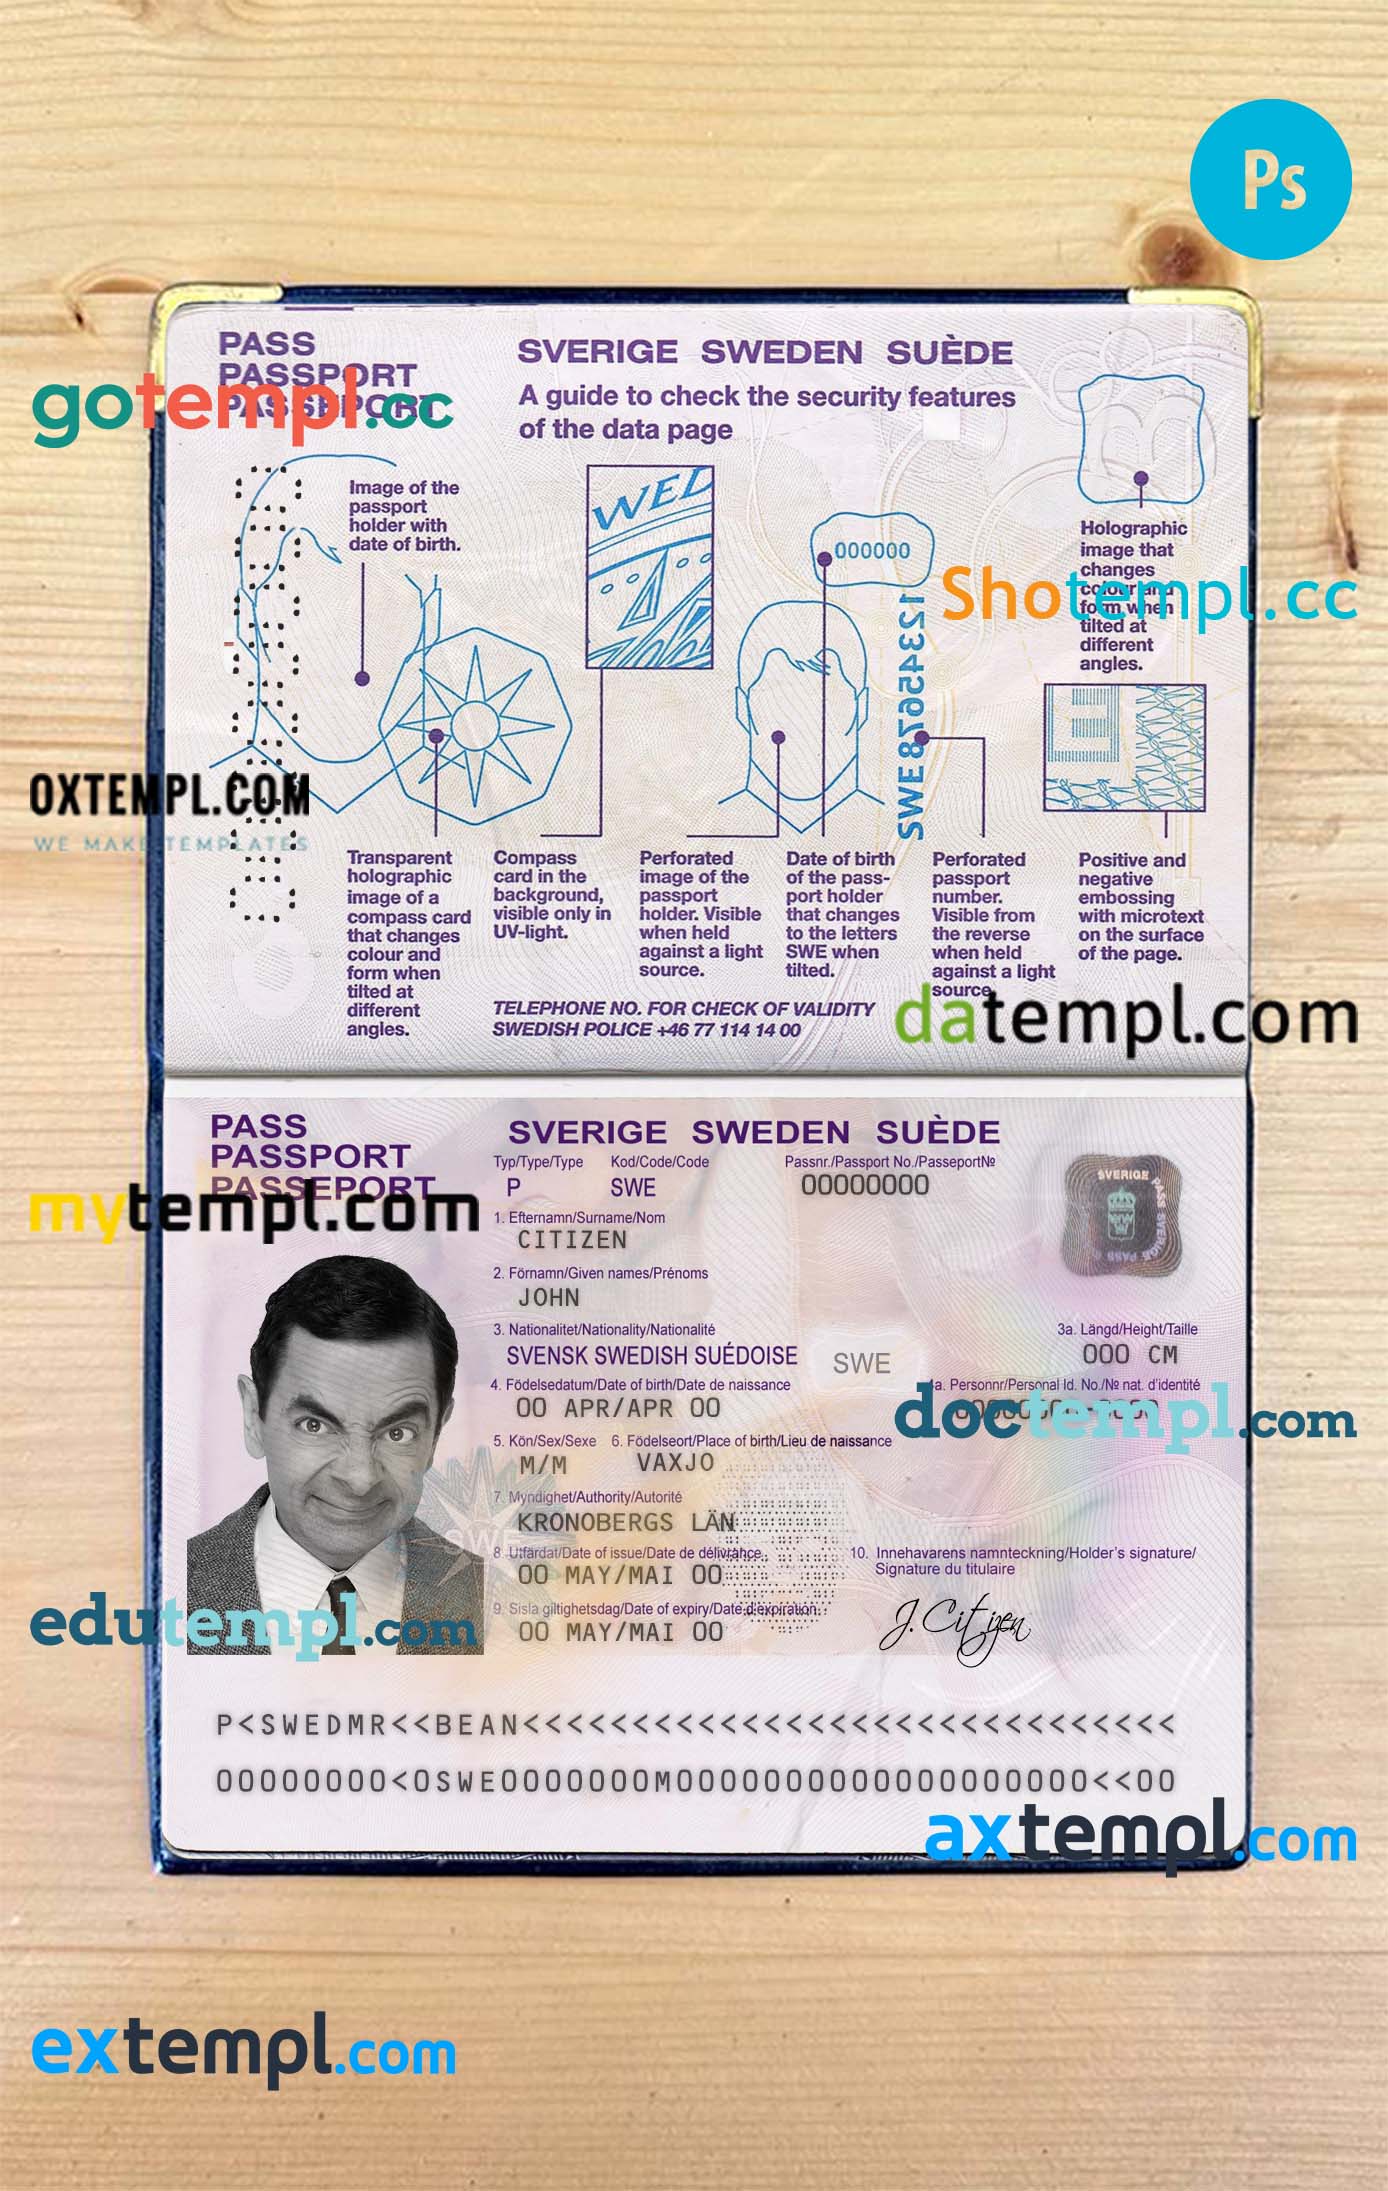 Ps
PASS
PASSPORT
PASSEPORT
SVERIGE SWEDEN SUÈDE
A guide to check the security features
of the data page
gotempl.cc
Image of the
passport
holder with
date of birth.
WED
000000
SWE87654321
Holographic
image that
changes
colour and
form when
tilted at
different
angles.
Shotempl.cc
OXTEMPL.COM
WE MAKE TEMPLATES
Transparent
holographic
image of a
compass card
that changes
colour and
form when
tilted at
different
angles.
Compass
card in the
background,
visible only in
UV-light.
Perforated
image of the
passport
holder. Visible
when held
against a light
source.
Date of birth
of the pass-
port holder
that changes
to the letters
SWE when
tilted.
Perforated
passport
number.
Visible from
the reverse
when held
against a light
source.
Positive and
negative
embossing
with microtext
on the surface
of the page.
TELEPHONE NO. FOR CHECK OF VALIDITY
SWEDISH POLICE +46 77 114 14 00
datempl.com
PASS
PASSPORT
PASSEPORT
SVERIGE SWEDEN SUÈDE
Typ/Type/Type Kod/Code/Code Passnr./Passport No./Passeport№
P SWE 00000000
SVERIGE
PASS SVERIGE PASS
mytempl.com
1. Efternamn/Surname/Nom
CITIZEN
2. Förnamn/Given names/Prénoms
JOHN
3. Nationalitet/Nationality/Nationalité 3a. Längd/Height/Taille
SVENSK SWEDISH SUÉDOISE SWE 000 CM
4. Födelsedatum/Date of birth/Date de naissance 4a. Personnr/Personal Id. No./№ nat. d'identité
00 APR/APR 00
doctempl.com
5. Kön/Sex/Sexe 6. Födelseort/Place of birth/Lieu de naissance
M/M VAXJO
7. Myndighet/Authority/Autorité
KRONOBERGS LÄN
SWE
8. Utfärdat/Date of issue/Date de délivrance
00 MAY/MAI 00
10. Innehavarens namnteckning/Holder's signature/
Signature du titulaire
9. Sista giltighetsdag/Date of expiry/Date d'expiration
00 MAY/MAI 00
J. Citizen
edutempl.com
P<SWEDMR<<BEAN<<<<<<<<<<<<<<<<<<<<<<<<<<<<<<
00000000<0SWE0000000M0000000000000000000<<00
axtempl.com
extempl.com